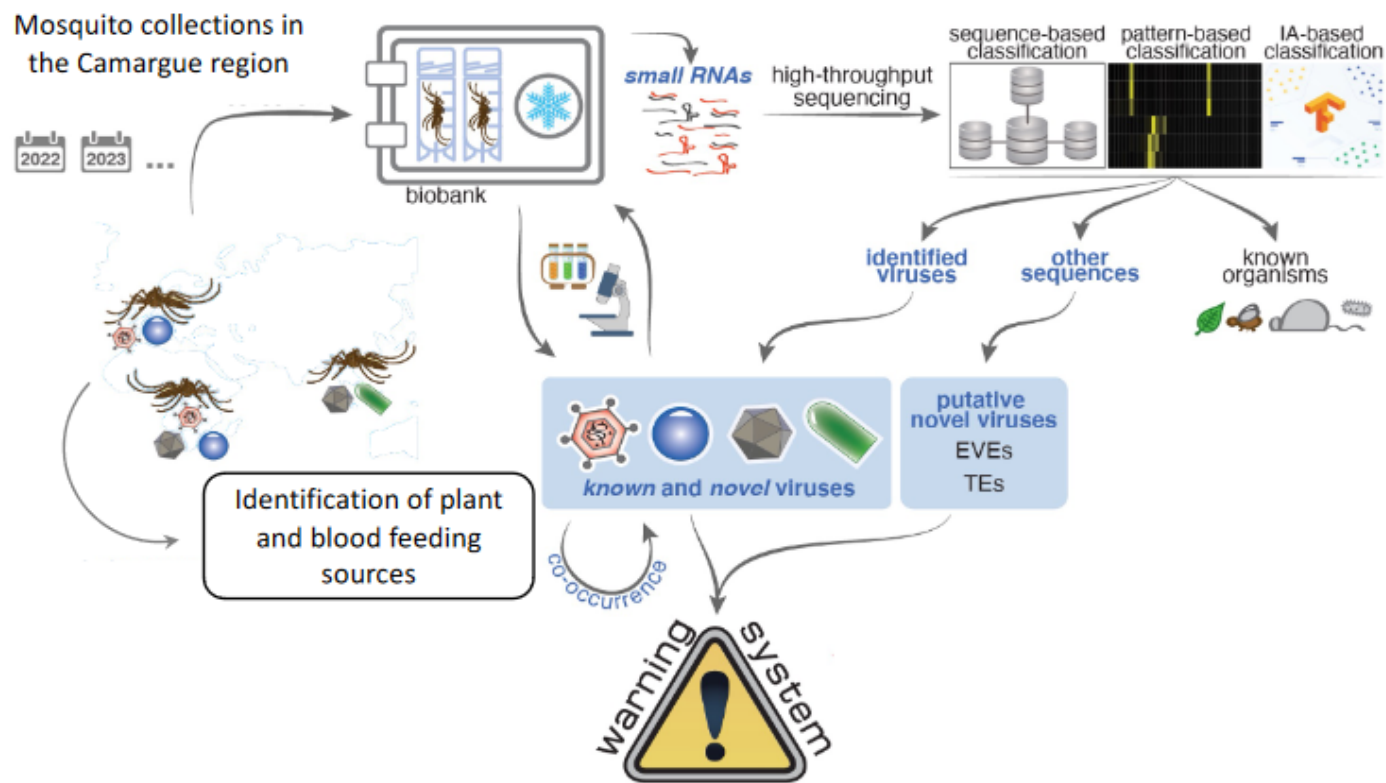 Mosquito collections in
the Camargue region
2022
2023
...
biobank
small RNAs
high-throughput
sequencing
sequence-based
classification
pattern-based
classification
IA-based
classification
identified
viruses
other
sequences
known
organisms
known and novel viruses
putative
novel viruses
EVEs
TEs
Identification of plant
and blood feeding
sources
co-occurrence
warning
system
!